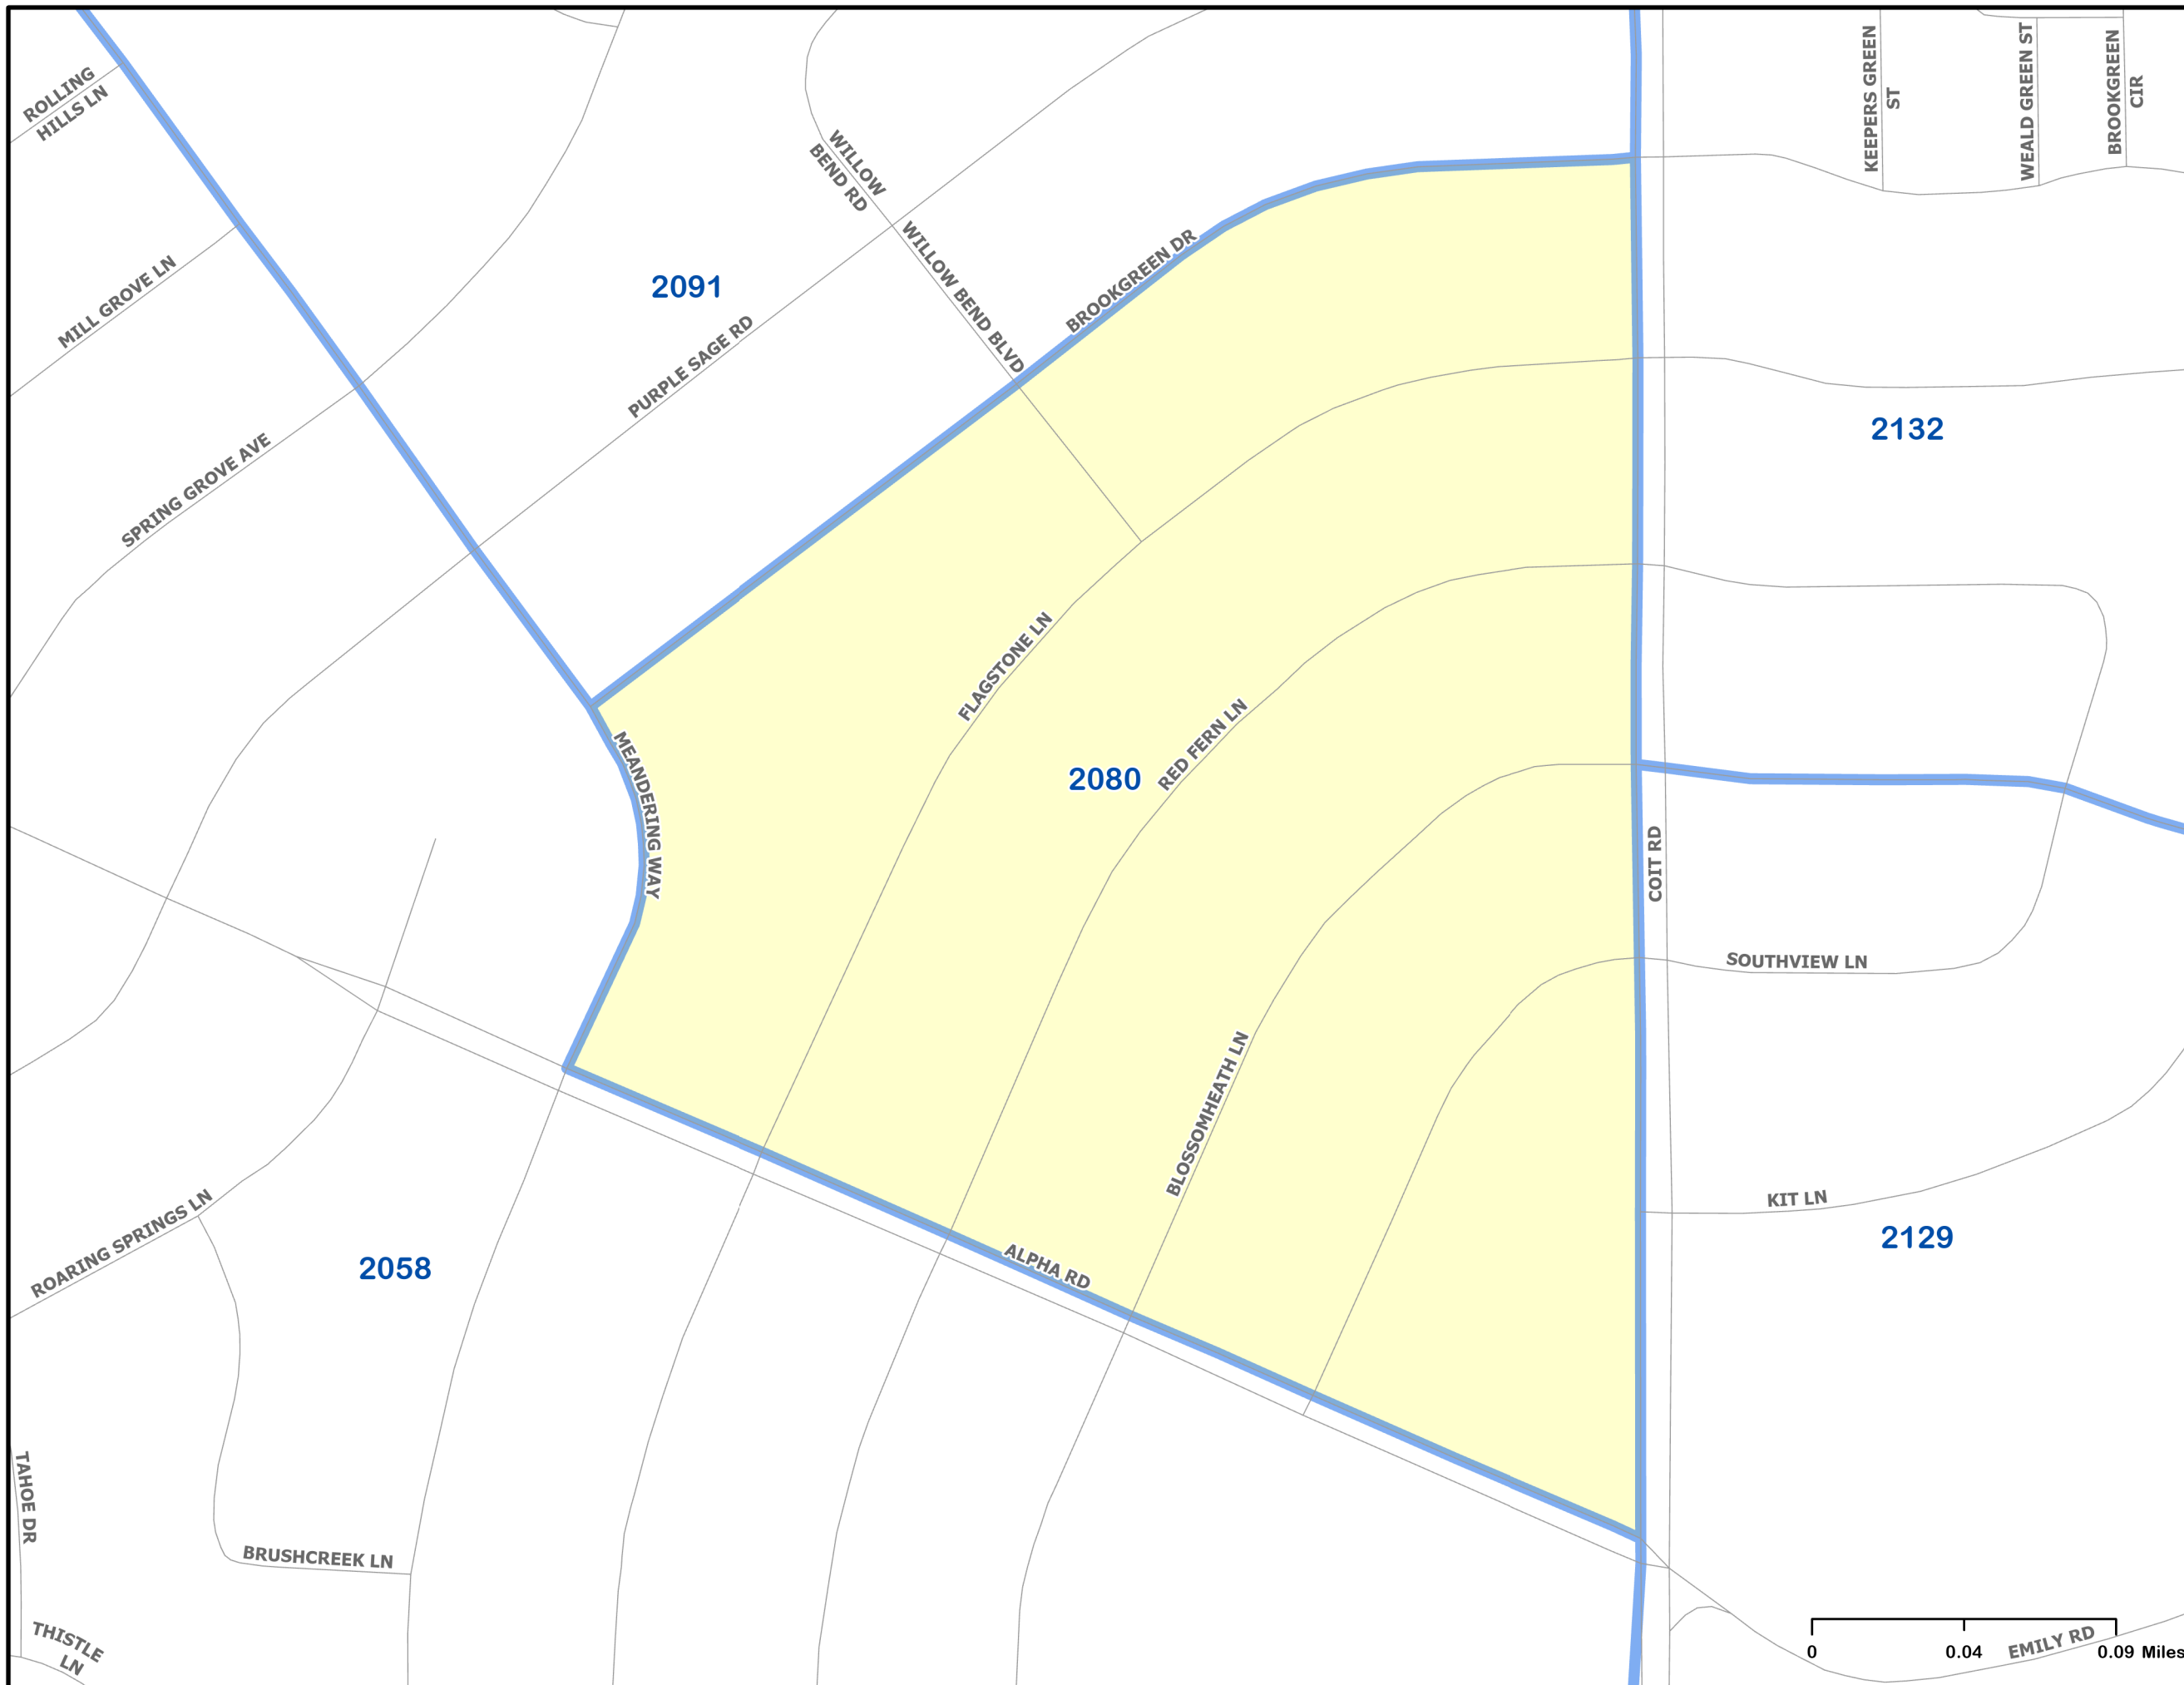 ROLLING
HILLS LN
KEEPERS GREEN
ST
WEALD GREEN ST
BROOKGREEN
CIR
WILLOW
BEND RD
MILL GROVE LN
2091
WILLOW BEND BLVD
BROOKGREEN DR
PURPLE SAGE RD
2132
SPRING GROVE AVE
FLAGSTONE LN
RED FERN LN
2080
MEANDERING WAY
COIT RD
SOUTHVIEW LN
BLOSSOMHEATH LN
KIT LN
ROARING SPRINGS LN
2129
2058
ALPHA RD
TAHOE DR
BRUSHCREEK LN
THISTLE
LN
EMILY RD
0 0.04 0.09 Miles